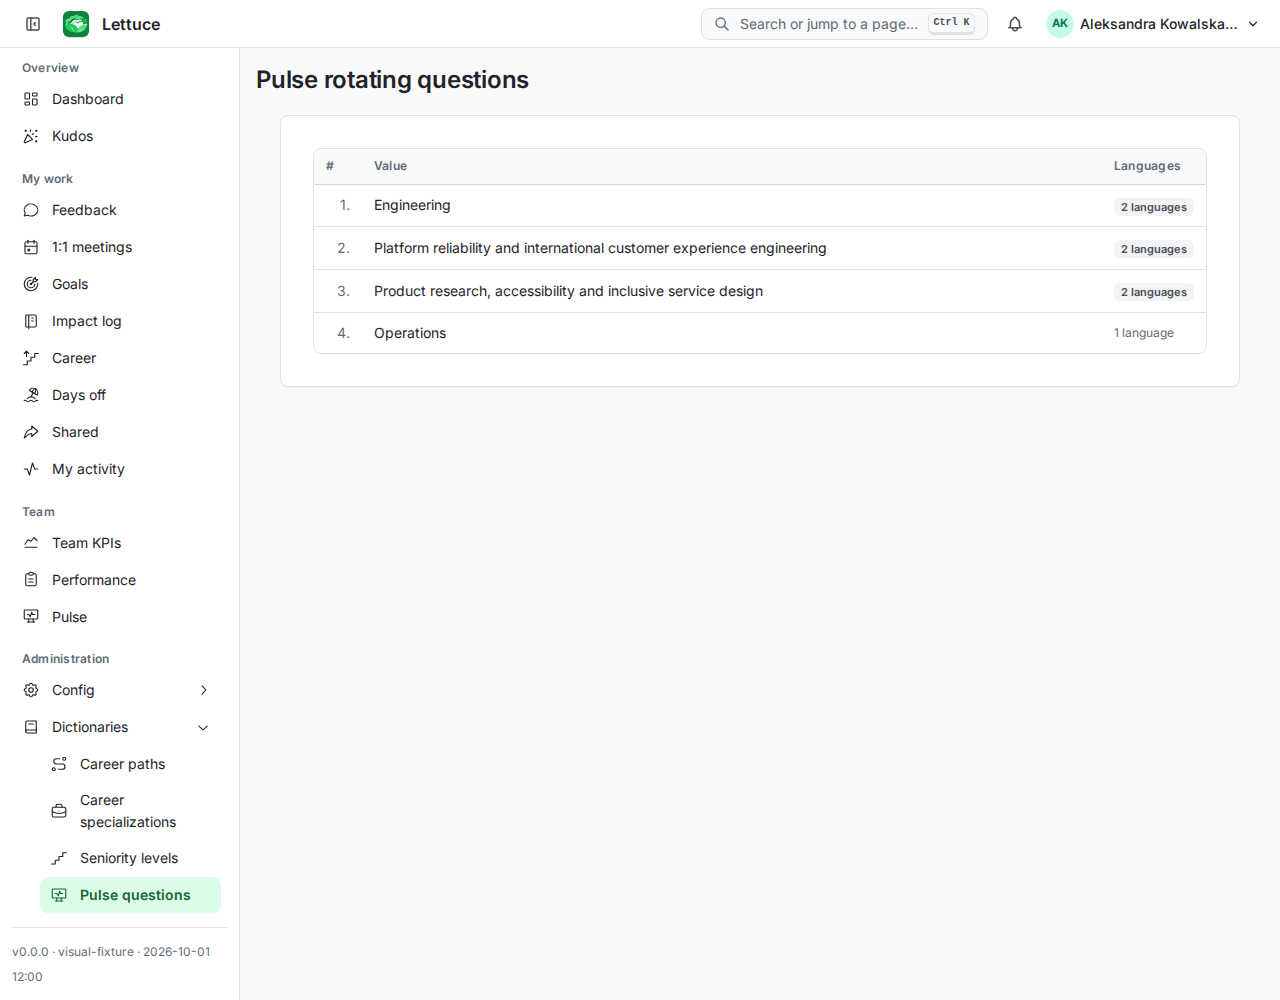 Lettuce
Search or jump to a page...
Ctrl K
AK
Aleksandra Kowalska...
Overview
Dashboard
Kudos
My work
Feedback
1:1 meetings
Goals
Impact log
Career
Days off
Shared
My activity
Team
Team KPIs
Performance
Pulse
Administration
Config
Dictionaries
Career paths
Career
specializations
Seniority levels
Pulse questions
v0.0.0 · visual-fixture · 2026-10-01
12:00
Pulse rotating questions
# Value Languages
1. Engineering 2 languages
2. Platform reliability and international customer experience engineering 2 languages
3. Product research, accessibility and inclusive service design 2 languages
4. Operations 1 language